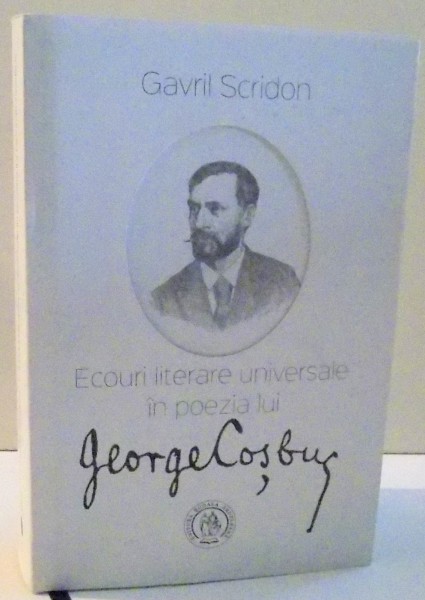 Gavril Scridon
Ecouri literare universale
în poezia lui
George Coșbuc